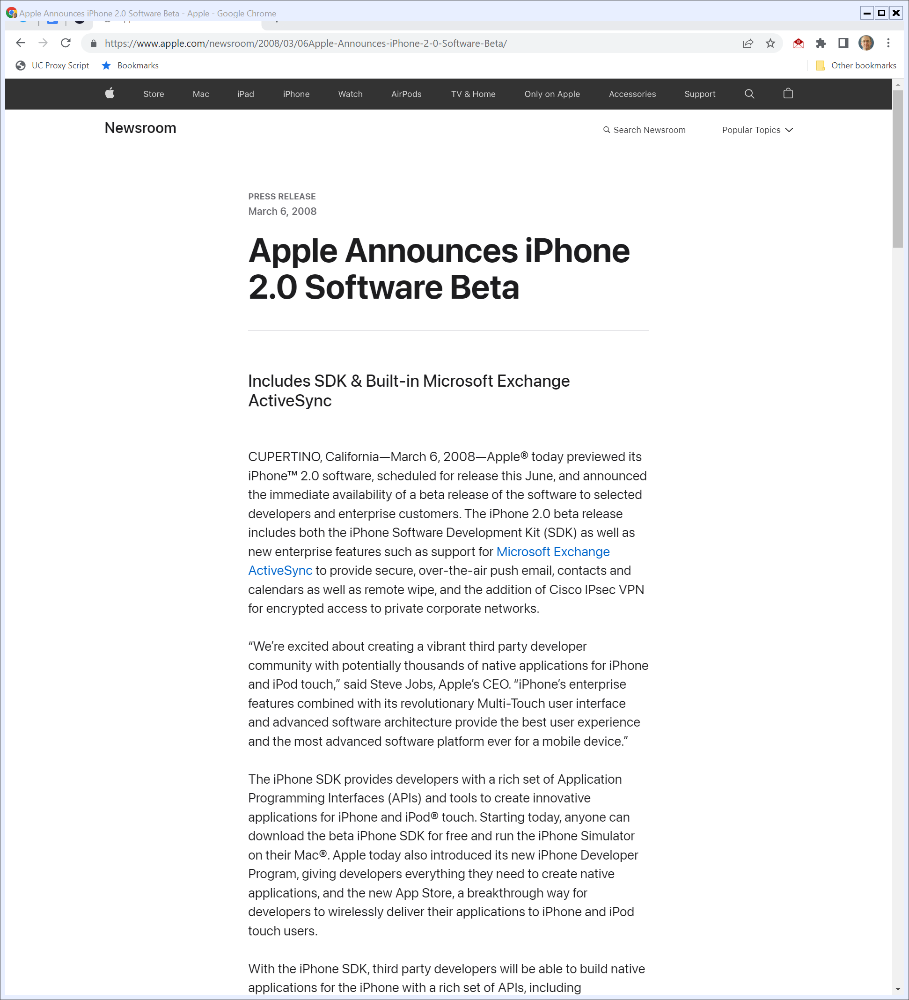 Apple Announces iPhone 2.0 Software Beta - Apple - Google Chrome
https://www.apple.com/newsroom/2008/03/06Apple-Announces-iPhone-2-0-Software-Beta/
UC Proxy Script Bookmarks Other bookmarks
Store Mac iPad iPhone Watch AirPods TV & Home Only on Apple Accessories Support
Newsroom Search Newsroom Popular Topics
PRESS RELEASE
March 6, 2008
Apple Announces iPhone
2.0 Software Beta
Includes SDK & Built-in Microsoft Exchange
ActiveSync
CUPERTINO, California—March 6, 2008—Apple® today previewed its
iPhone™ 2.0 software, scheduled for release this June, and announced
the immediate availability of a beta release of the software to selected
developers and enterprise customers. The iPhone 2.0 beta release
includes both the iPhone Software Development Kit (SDK) as well as
new enterprise features such as support for Microsoft Exchange
ActiveSync to provide secure, over-the-air push email, contacts and
calendars as well as remote wipe, and the addition of Cisco IPsec VPN
for encrypted access to private corporate networks.
“We’re excited about creating a vibrant third party developer
community with potentially thousands of native applications for iPhone
and iPod touch,” said Steve Jobs, Apple’s CEO. “iPhone’s enterprise
features combined with its revolutionary Multi-Touch user interface
and advanced software architecture provide the best user experience
and the most advanced software platform ever for a mobile device.”
The iPhone SDK provides developers with a rich set of Application
Programming Interfaces (APIs) and tools to create innovative
applications for iPhone and iPod® touch. Starting today, anyone can
download the beta iPhone SDK for free and run the iPhone Simulator
on their Mac®. Apple today also introduced its new iPhone Developer
Program, giving developers everything they need to create native
applications, and the new App Store, a breakthrough way for
developers to wirelessly deliver their applications to iPhone and iPod
touch users.
With the iPhone SDK, third party developers will be able to build native
applications for the iPhone with a rich set of APIs, including